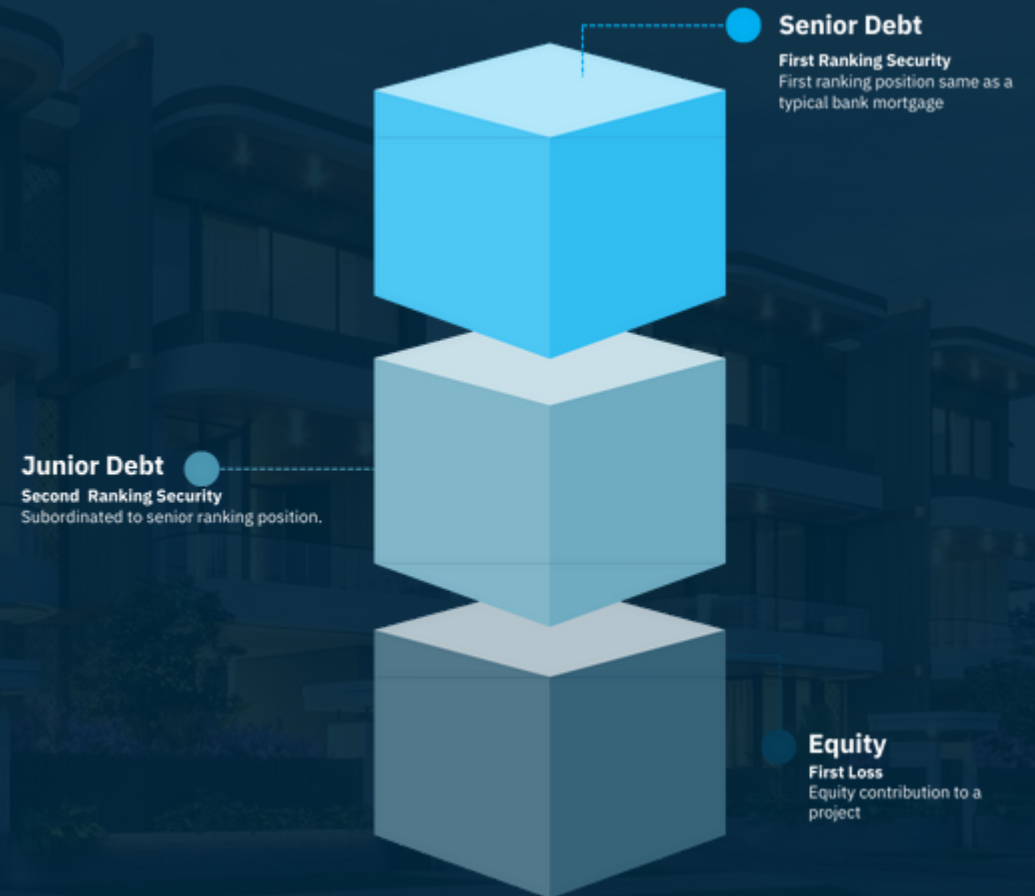 Senior Debt
First Ranking Security
First ranking position same as a
typical bank mortgage
Junior Debt
Second  Ranking Security
Subordinated to senior ranking position.
Equity
First Loss
Equity contribution to a
project